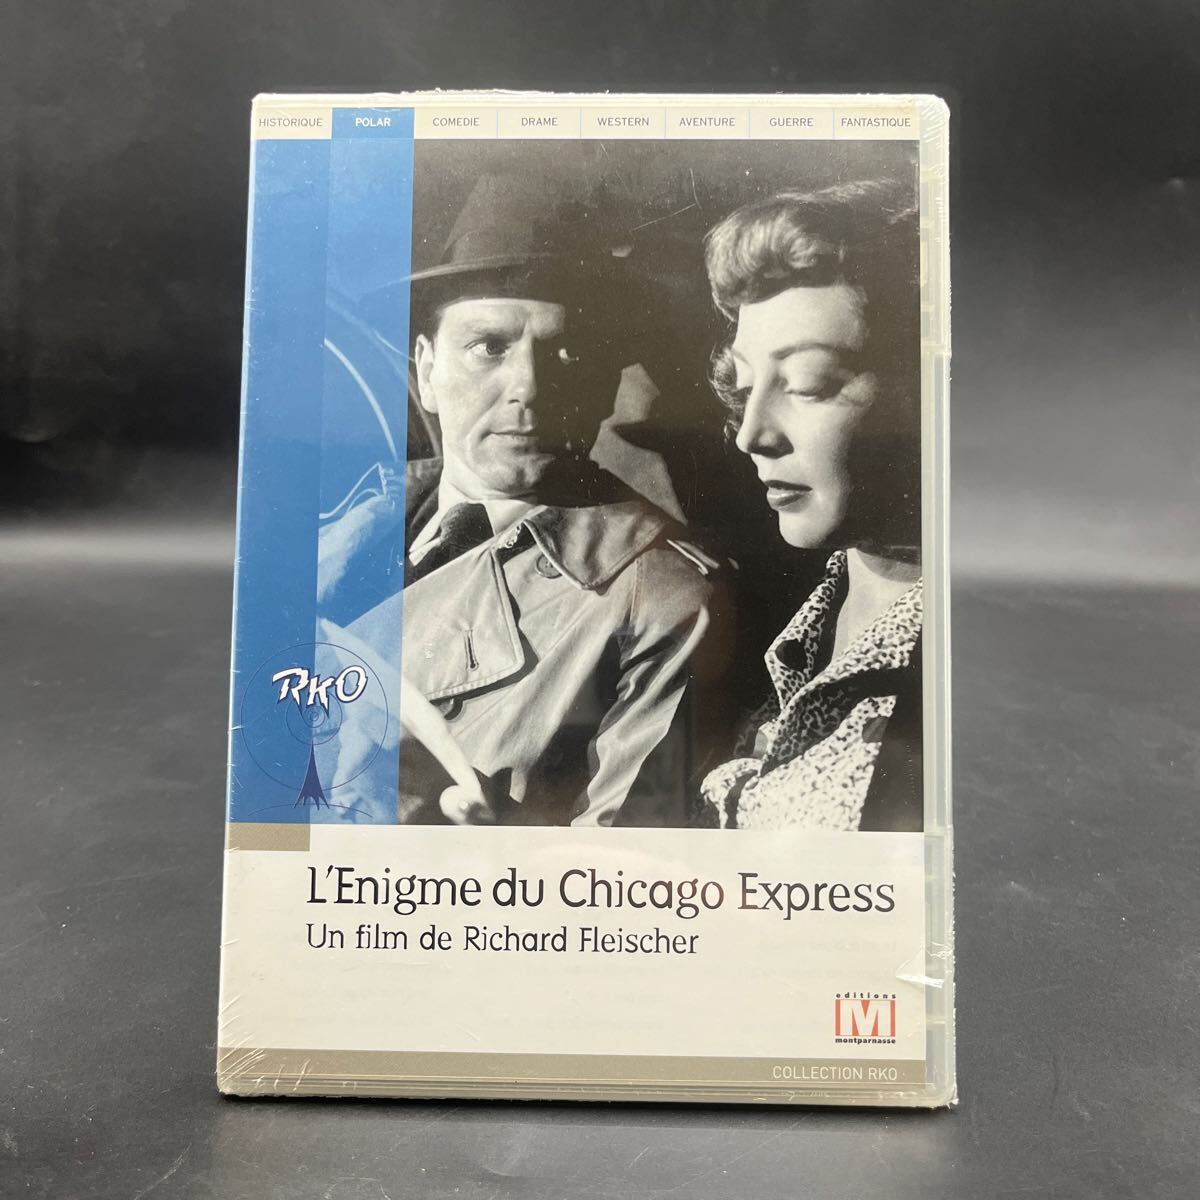 HISTORIQUE POLAR COMEDIE DRAME WESTERN AVENTURE GUERRE FANTASTIQUE
RKO
L'Enigme du Chicago Express
Un film de Richard Fleischer
editions
M
montparnasse
COLLECTION RKO